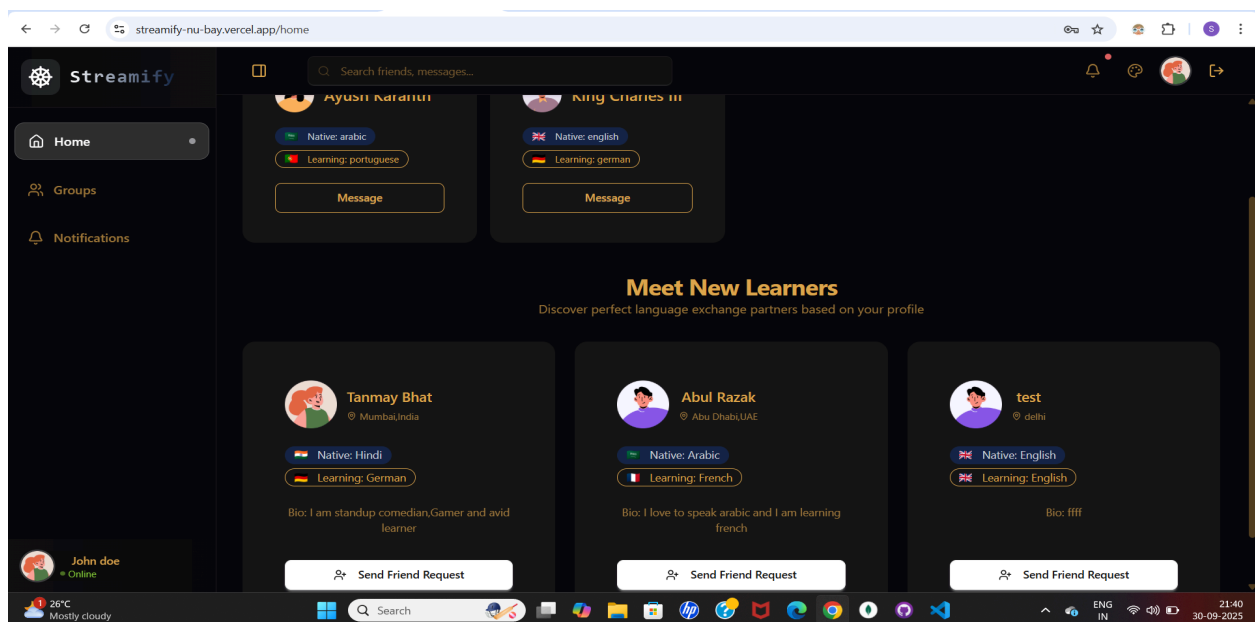 streamify-nu-bay.vercel.app/home
S
Streamify
Search friends, messages...
Home
Groups
Notifications
Ayush Karanth
King Charles III
Native: arabic
Native: english
Learning: portuguese
Learning: german
Message
Message
Meet New Learners
Discover perfect language exchange partners based on your profile
Tanmay Bhat
Mumbai,India
Native: Hindi
Learning: German
Bio: I am standup comedian,Gamer and avid
learner
Send Friend Request
Abul Razak
Abu Dhabi,UAE
Native: Arabic
Learning: French
Bio: I love to speak arabic and I am learning
french
Send Friend Request
test
delhi
Native: English
Learning: English
Bio: ffff
Send Friend Request
John doe
Online
1
26°C
Mostly cloudy
Search
hp
ENG
IN
21:40
30-09-2025